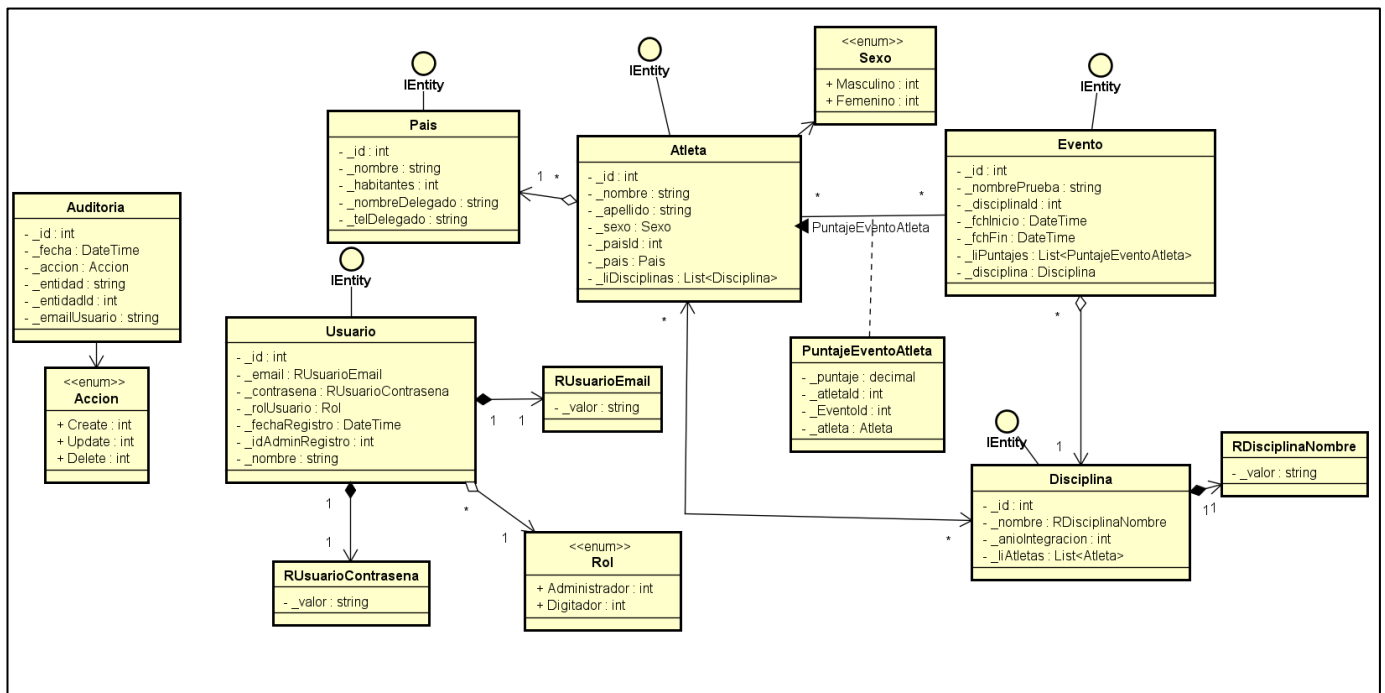 IEntity
Pais
- _id : int
- _nombre : string
- _habitantes : int
- _nombreDelegado : string
- _telDelegado : string
IEntity
Atleta
- _id : int
- _nombre : string
- _apellido : string
- _sexo : Sexo
- _paisId : int
- _pais : Pais
- _liDisciplinas : List<Disciplina>
<<enum>>
Sexo
+ Masculino : int
+ Femenino : int
IEntity
Evento
- _id : int
- _nombrePrueba : string
- _disciplinaId : int
- _fchInicio : DateTime
- _fchFin : DateTime
- _liPuntajes : List<PuntajeEventoAtleta>
- _disciplina : Disciplina
1
*
*
*
PuntajeEventoAtleta
Auditoria
- _id : int
- _fecha : DateTime
- _accion : Accion
- _entidad : string
- _entidadId : int
- _emailUsuario : string
<<enum>>
Accion
+ Create : int
+ Update : int
+ Delete : int
IEntity
Usuario
- _id : int
- _email : RUsuarioEmail
- _contrasena : RUsuarioContrasena
- _rolUsuario : Rol
- _fechaRegistro : DateTime
- _idAdminRegistro : int
- _nombre : string
1
1
RUsuarioEmail
- _valor : string
1
1
RUsuarioContrasena
- _valor : string
*
1
<<enum>>
Rol
+ Administrador : int
+ Digitador : int
PuntajeEventoAtleta
- _puntaje : decimal
- _atletaId : int
- _EventoId : int
- _atleta : Atleta
*
*
*
1
IEntity
Disciplina
- _id : int
- _nombre : RDisciplinaNombre
- _anioIntegracion : int
- _liAtletas : List<Atleta>
1
1
RDisciplinaNombre
- _valor : string